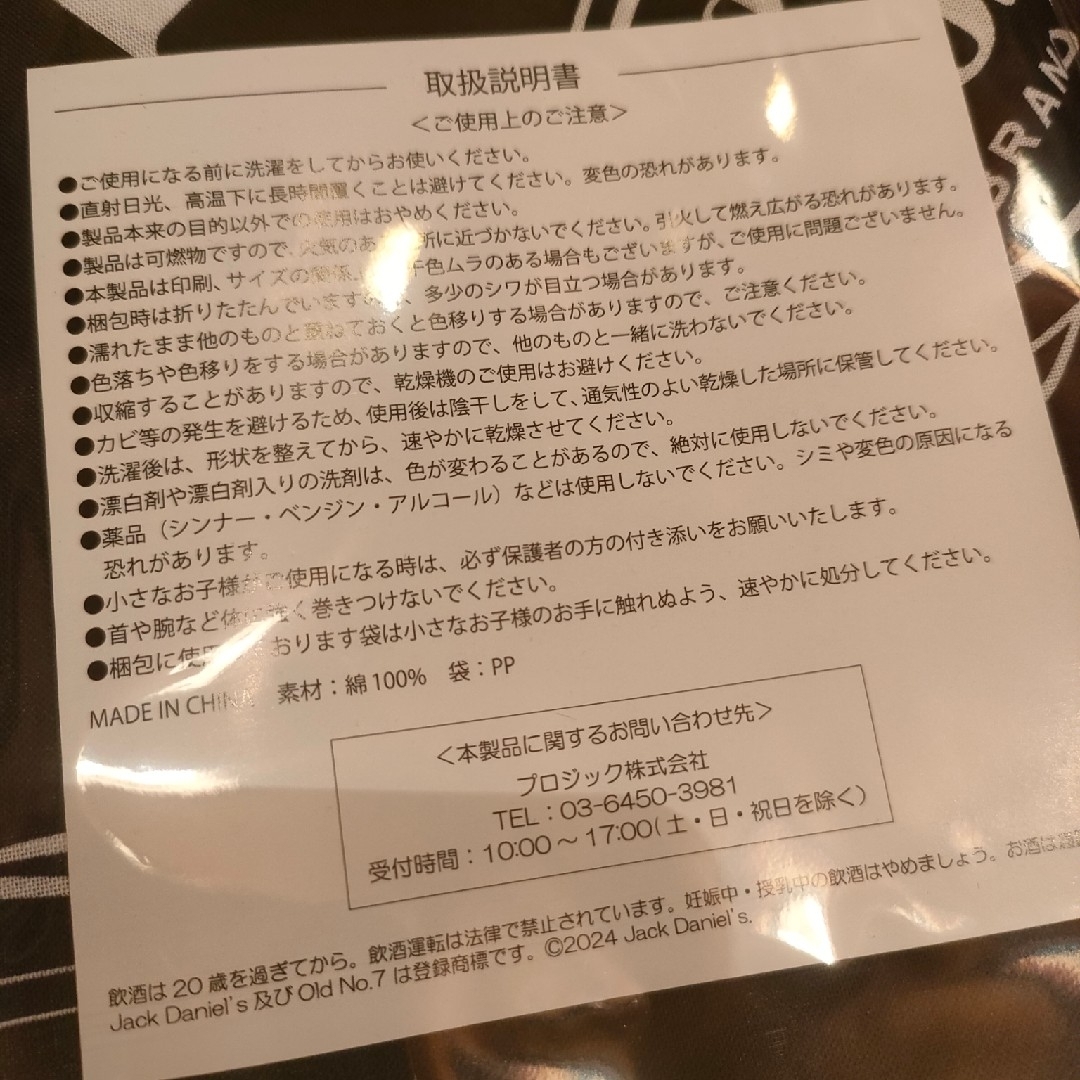 取扱説明書
＜ご使用上のご注意＞
●ご使用になる前に洗濯をしてからお使いください。
●直射日光、高温下に長時間置くことは避けてください。変色の恐れがあります。
●製品本来の目的以外での使用はおやめください。
●製品は可燃物ですので、火気のある場所に近づかないでください。引火して燃え広がる恐れがあります。
●本製品は印刷、サイズの関係、干色ムラのある場合もございますが、ご使用に問題ございません。
●梱包時は折りたたんでいますので、多少のシワが目立つ場合があります。
●濡れたまま他のものと重ねておくと色移りする場合がありますので、ご注意ください。
●色落ちや色移りをする場合がありますので、他のものと一緒に洗わないでください。
●収縮することがありますので、乾燥機のご使用はお避けください。
●カビ等の発生を避けるため、使用後は陰干しをして、通気性のよい乾燥した場所に保管してください。
●洗濯後は、形状を整えてから、速やかに乾燥させてください。
●漂白剤や漂白剤入りの洗剤は、色が変わることがあるので、絶対に使用しないでください。
●薬品（シンナー・ベンジン・アルコール）などは使用しないでください。シミや変色の原因になる
恐れがあります。
●小さなお子様がご使用になる時は、必ず保護者の方の付き添いをお願いいたします。
●首や腕など体に強く巻きつけないでください。
●梱包に使用しております袋は小さなお子様のお手に触れぬよう、速やかに処分してください。
MADE IN CHINA 素材：綿100% 袋：PP
＜本製品に関するお問い合わせ先＞
プロジック株式会社
TEL：03-6450-3981
受付時間：10:00～17:00(土・日・祝日を除く)
飲酒は20歳を過ぎてから。飲酒運転は法律で禁止されています。妊娠中・授乳中の飲酒はやめましょう。お酒は
Jack Daniel's及びOld No.7は登録商標です。©2024 Jack Daniel's.
BRAND